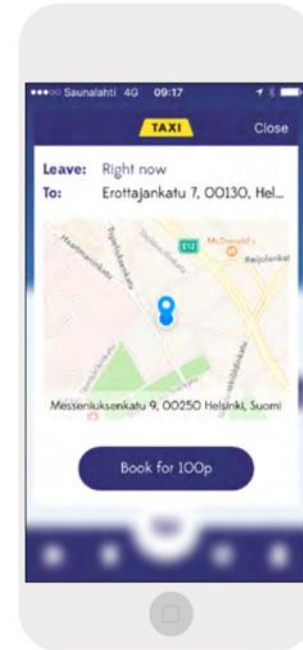 Saunalahti 4G 09:17
TAXI Close
Leave: Right now
To: Erottajankatu 7, 00130, Hel...
E12 McDonald's
Topeliuksenkatu
Messeniuksenkatu 9, 00250 Helsinki, Suomi
Book for 100p